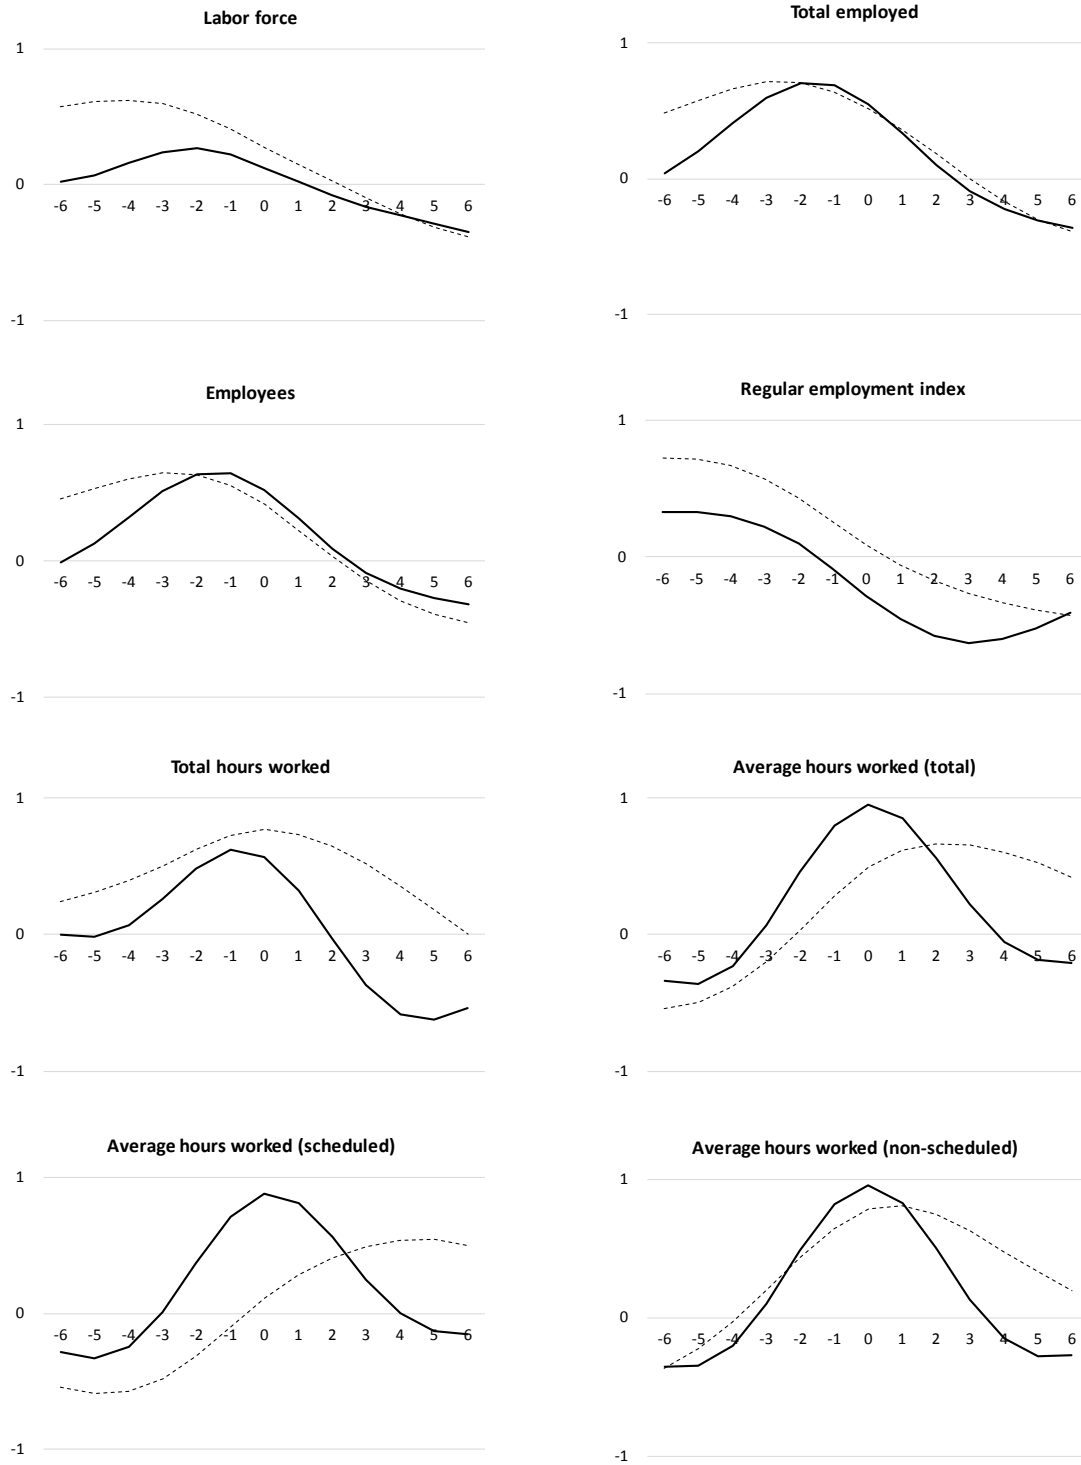 Labor force
1
0
-6 -5 -4 -3 -2 -1 0 1 2 3 4 5 6
-1
Total employed
1
0
-6 -5 -4 -3 -2 -1 0 1 2 3 4 5 6
-1
Employees
1
0
-6 -5 -4 -3 -2 -1 0 1 2 3 4 5 6
-1
Regular employment index
1
0
-6 -5 -4 -3 -2 -1 0 1 2 3 4 5 6
-1
Total hours worked
1
0
-6 -5 -4 -3 -2 -1 0 1 2 3 4 5 6
-1
Average hours worked (total)
1
0
-6 -5 -4 -3 -2 -1 0 1 2 3 4 5 6
-1
Average hours worked (scheduled)
1
0
-6 -5 -4 -3 -2 -1 0 1 2 3 4 5 6
-1
Average hours worked (non-scheduled)
1
0
-6 -5 -4 -3 -2 -1 0 1 2 3 4 5 6
-1